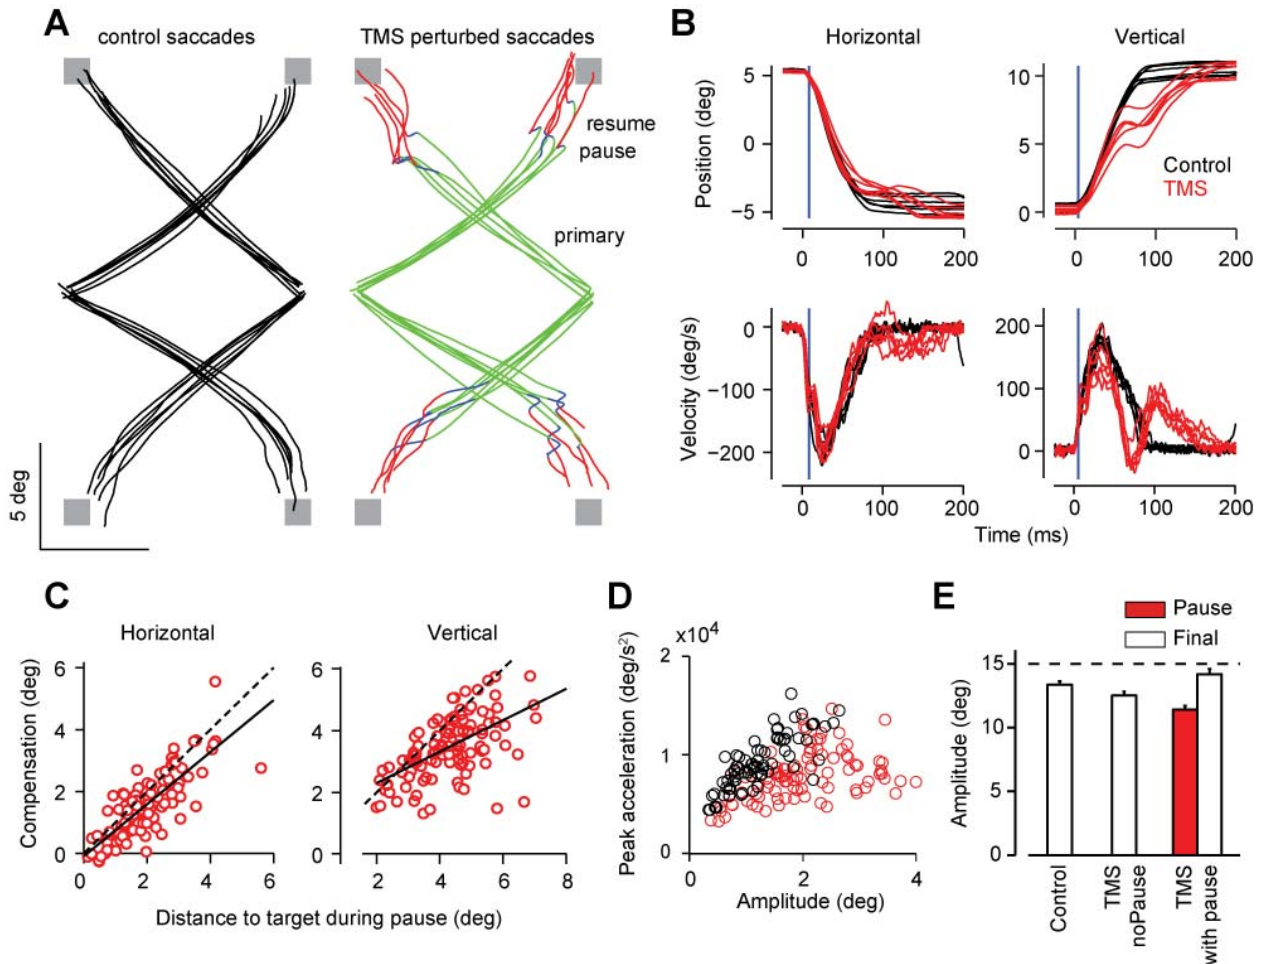 A
control saccades
TMS perturbed saccades
resume
pause
primary
5 deg
B
Horizontal
Vertical
Position (deg)
5
0
−5
0
100
200
10
5
0
Control
TMS
0
100
200
Velocity (deg/s)
0
−100
−200
0
100
200
200
100
0
0
100
200
Time (ms)
C
Horizontal
Vertical
Compensation (deg)
6
4
2
0
0
2
4
6
6
4
2
0
2
4
6
8
Distance to target during pause (deg)
D
x10⁴
Peak acceleration (deg/s²)
2
1
0
0
2
4
Amplitude (deg)
E
Pause
Final
Amplitude (deg)
15
10
5
0
Control
TMS
noPause
TMS
with pause